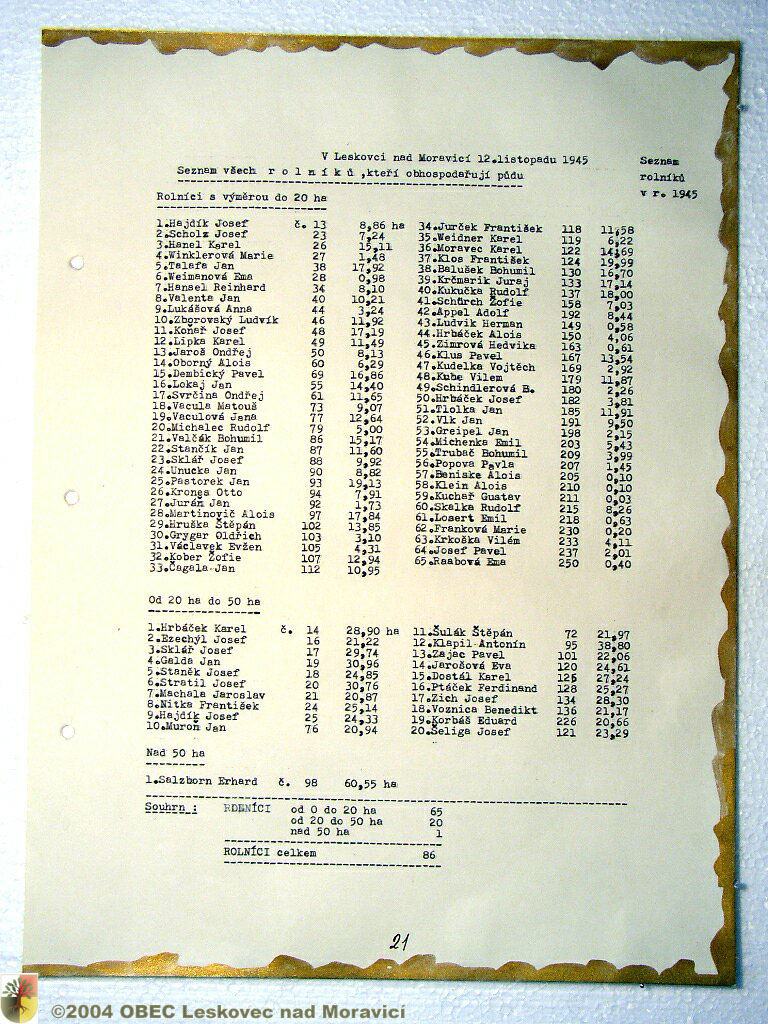 V Leskovci nad Moravicí 12.listopadu 1945
Seznam všech r o l n í k ů ,kteří obhospodařují půdu
Seznam
rolníků
v r. 1945
Rolníci s výměrou do 20 ha
1.Hajdík Josef č. 13 8,86 ha
2.Scholz Josef 23 7,24
3.Hanel Karel 26 15,11
4.Winklerová Marie 27 1,48
5.Talafa Jan 38 17,92
6.Weimanová Ema 28 0,98
7.Hansel Reinhard 34 8,10
8.Valenta Jan 40 10,21
9.Lukášová Anna 44 3,24
10.Zborovský Ludvík 46 11,92
11.Koňař Josef 48 17,19
12.Lipka Karel 49 11,49
13.Jaroš Ondřej 50 8,13
14.Oborný Alois 60 6,29
15.Dembický Pavel 69 16,86
16.Lokaj Jan 55 14,40
17.Svrčina Ondřej 61 11,65
18.Vacula Matouš 73 9,07
19.Vaculová Jana 77 12,64
20.Michalec Rudolf 79 5,00
21.Valčák Bohumil 86 15,17
22.Stančík Jan 87 11,60
23.Sklář Josef 88 9,92
24.Unucka Jan 90 8,82
25.Pastorek Jan 93 19,13
26.Kronga Otto 94 7,91
27.Juráň Jan 92 1,73
28.Martinovič Alois 97 17,84
29.Hruška Štěpán 102 13,85
30.Grygar Oldřich 103 3,10
31.Václavek Evžen 105 4,31
32.Kober Žofie 107 12,94
33.Čagala Jan 112 10,95
34.Jurček František 118 11,58
35.Weidner Karel 119 6,22
36.Moravec Karel 122 14,69
37.Klos František 124 19,99
38.Balušek Bohumil 130 16,70
39.Krčmarik Juraj 133 17,14
40.Kukučka Rudolf 137 18,00
41.Schürch Žofie 158 7,03
42.Appel Adolf 192 8,44
43.Ludvik Herman 149 0,58
44.Hrbáček Alois 150 4,06
45.Zimrová Hedvika 163 0,61
46.Klus Pavel 167 13,54
47.Kudelka Vojtěch 169 2,92
48.Kube Vilem 179 11,87
49.Schindlerová B. 180 2,26
50.Hrbáček Josef 182 3,81
51.Tlolka Jan 185 11,91
52.Vlk Jan 191 9,50
53.Greipel Jan 198 2,15
54.Michenka Emil 203 5,43
55.Trubač Bohumil 209 3,99
56.Popova Pavla 207 1,45
57.Beniske Alois 205 0,10
58.Klein Alois 210 0,10
59.Kuchař Gustav 211 0,03
60.Skalka Rudolf 215 8,26
61.Losert Emil 218 0,63
62.Franková Marie 230 0,20
63.Krkoška Vilém 233 4,11
64.Josef Pavel 237 2,01
65.Raabová Ema 250 0,40
Od 20 ha do 50 ha
1.Hrbáček Karel č. 14 28,90 ha
2.Ezechýl Josef 16 21,22
3.Sklář Josef 17 29,74
4.Galda Jan 19 30,96
5.Staněk Josef 18 24,85
6.Stratil Josef 20 30,76
7.Machala Jaroslav 21 20,87
8.Nitka František 24 25,14
9.Hajdík Josef 25 24,33
10.Muroň Jan 76 20,94
11.Šulák Štěpán 72 21,97
12.Klapil Antonín 95 38,80
13.Zajac Pavel 101 22,06
14.Jarošová Eva 120 24,61
15.Dostál Karel 125 27,24
16.Ptáček Ferdinand 128 25,27
17.Zich Josef 134 28,30
18.Voznica Benedikt 136 21,17
19.Korbáš Eduard 226 20,66
20.Šeliga Josef 121 23,29
Nad 50 ha
1.Salzborn Erhard č. 98 60,55 ha
Souhrn : ROLNÍCI od 0 do 20 ha 65
od 20 do 50 ha 20
nad 50 ha 1
ROLNÍCI celkem 86
21
©2004 OBEC Leskovec nad Moravicí